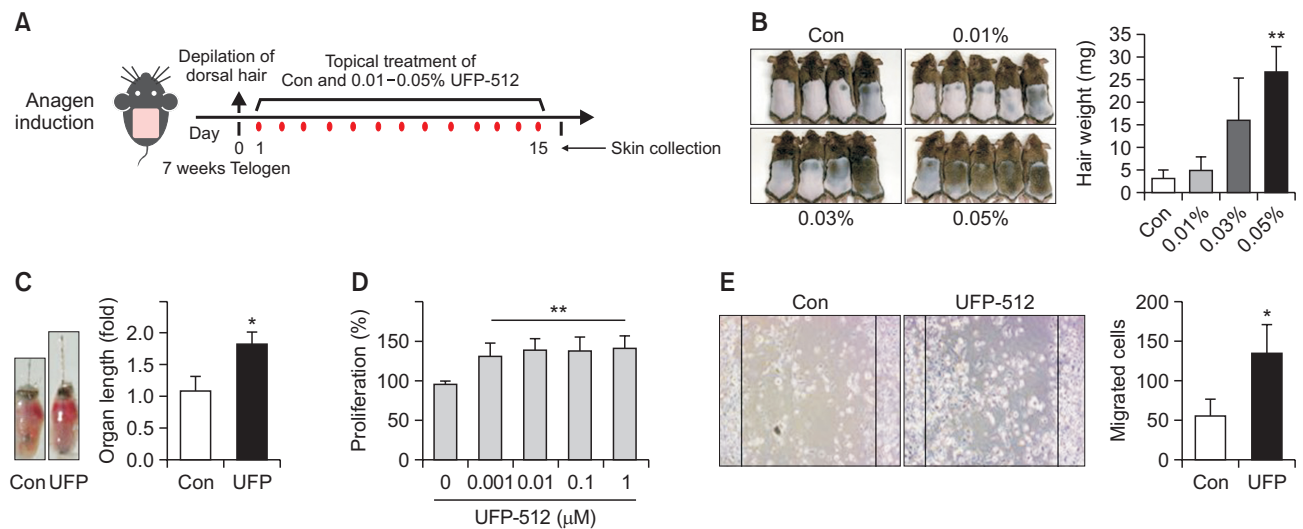 A
Anagen
induction
Depilation of
dorsal hair
Topical treatment of
Con and 0.01–0.05% UFP-512
Day
0
1
15
Skin collection
7 weeks Telogen
B
Con
0.01%
0.03%
0.05%
Hair weight (mg)
35
30
25
20
15
10
5
0
**
Con
0.01%
0.03%
0.05%
C
Con UFP
Organ length (fold)
2.5
2.0
1.5
1.0
0.5
0.0
*
Con
UFP
D
Proliferation (%)
200
150
100
50
0
**
0
0.001
0.01
0.1
1
UFP-512 (μM)
E
Con
UFP-512
Migrated cells
200
150
100
50
0
*
Con
UFP